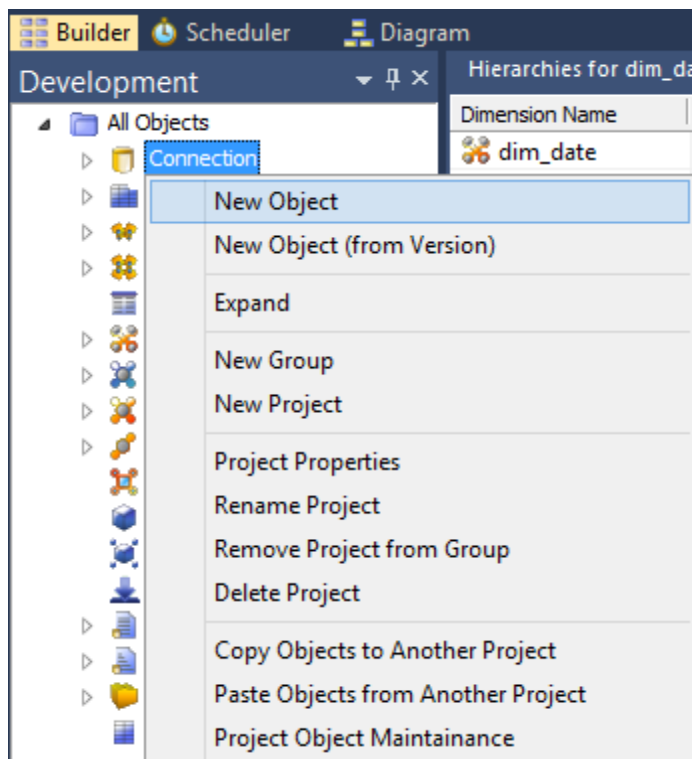 Builder Scheduler Diagram
Development
Hierarchies for dim_da
All Objects
Dimension Name
Connection
dim_date
New Object
New Object (from Version)
Expand
New Group
New Project
Project Properties
Rename Project
Remove Project from Group
Delete Project
Copy Objects to Another Project
Paste Objects from Another Project
Project Object Maintainance